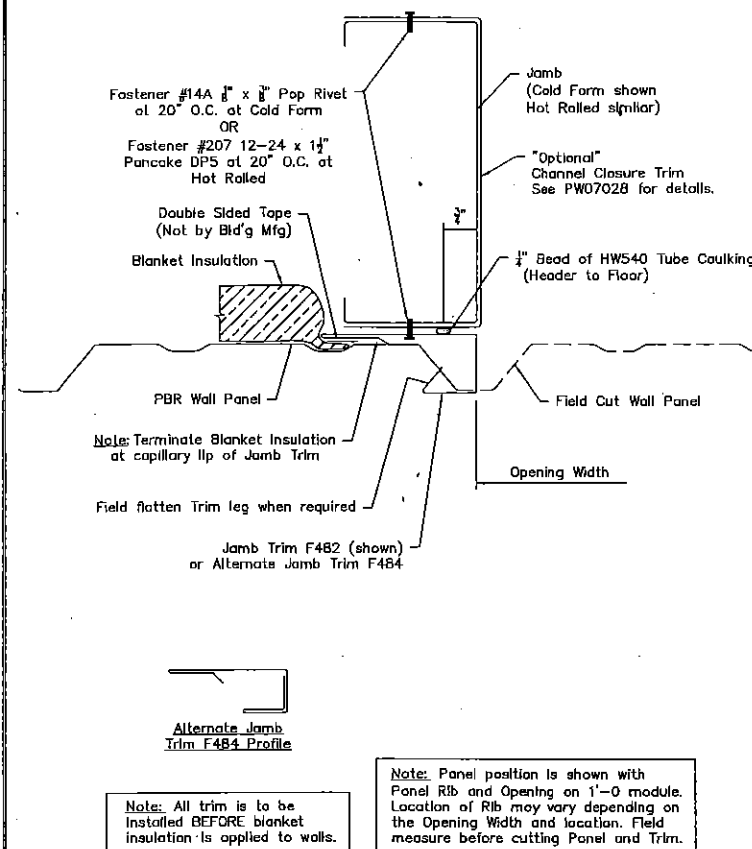 Fastener #14A ⅛" x ⅜" Pop Rivet
at 20" O.C. at Cold Form
OR
Fastener #207 12-24 x 1½"
Pancake DP5 at 20" O.C. at
Hot Rolled
Jamb
(Cold Form shown
Hot Rolled similar)
"Optional"
Channel Closure Trim
See PW07028 for details.
Double Sided Tape
(Not by Bld'g Mfg)
¾"
Blanket Insulation
¼" Bead of HW540 Tube Caulking
(Header to Floor)
PBR Wall Panel
Field Cut Wall Panel
Note: Terminate Blanket Insulation
at capillary lip of Jamb Trim
Opening Width
Field flatten Trim leg when required
Jamb Trim F482 (shown)
or Alternate Jamb Trim F484
Alternate Jamb
Trim F484 Profile
Note: All trim is to be
installed BEFORE blanket
insulation is applied to walls.
Note: Panel position is shown with
Panel Rib and Opening on 1'-0 module.
Location of Rib may vary depending on
the Opening Width and location. Field
measure before cutting Panel and Trim.